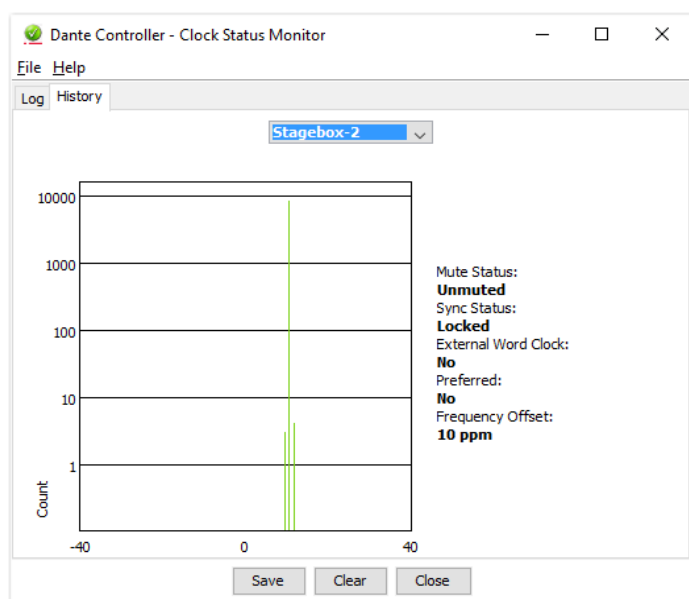 Dante Controller - Clock Status Monitor
File Help
Log History
Stagebox-2
10000
1000
100
10
1
Count
-40 0 40
Mute Status:
Unmuted
Sync Status:
Locked
External Word Clock:
No
Preferred:
No
Frequency Offset:
10 ppm
Save Clear Close